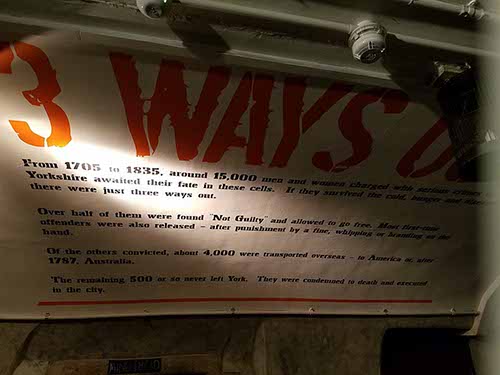 3 WAYS
From 1705 to 1835, around 15,000 men and women charged with serious crimes
Yorkshire awaited their fate in these cells. If they survived the cold, hunger and
there were just three ways out.
Over half of them were found 'Not Guilty' and allowed to go free. Most first-time
offenders were also released - after punishment by a fine, whipping or branding on the
hand.
Of the others convicted, about 4,000 were transported overseas - to America or, after
1787, Australia.
The remaining 500 or so never left York. They were condemned to death and executed
in the city.